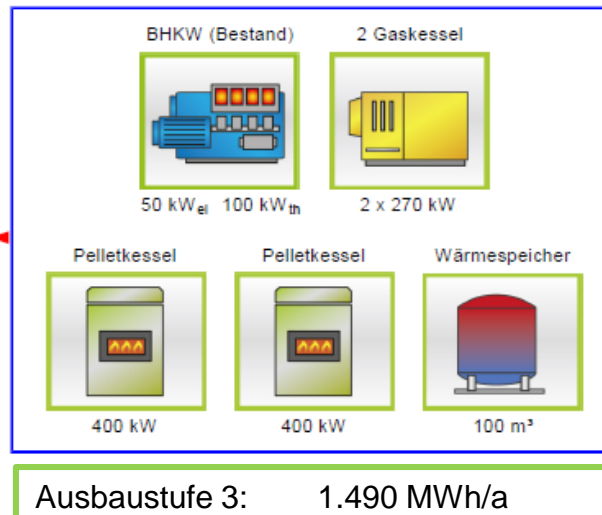 BHKW (Bestand) 2 Gaskessel
50 kWel 100 kWth 2 x 270 kW
Pelletkessel Pelletkessel Wärmespeicher
400 kW 400 kW 100 m³
Ausbaustufe 3: 1.490 MWh/a